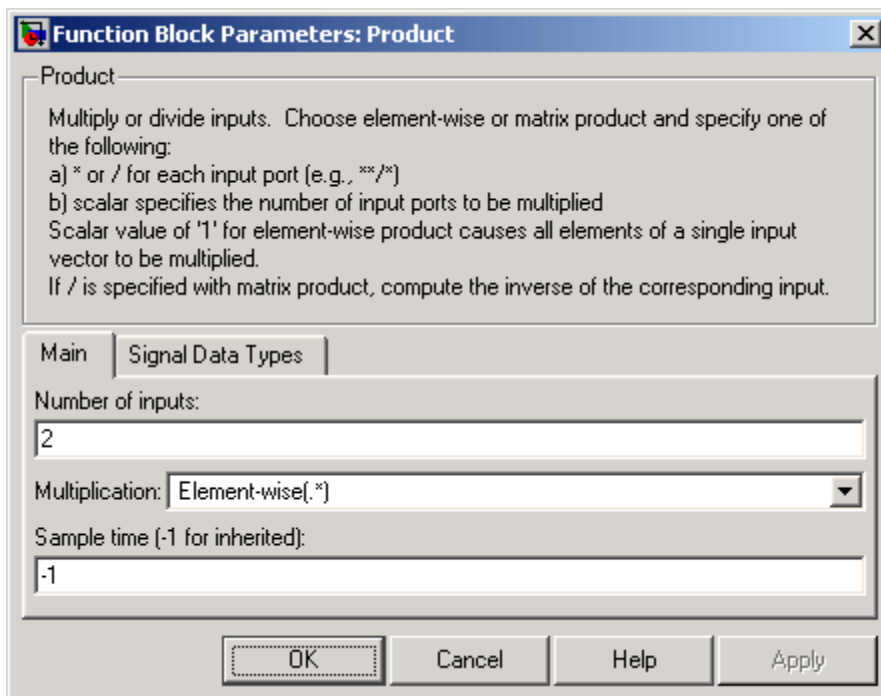 Function Block Parameters: Product
Product
Multiply or divide inputs.  Choose element-wise or matrix product and specify one of
the following:
a) * or / for each input port (e.g., **/*)
b) scalar specifies the number of input ports to be multiplied
Scalar value of '1' for element-wise product causes all elements of a single input
vector to be multiplied.
If / is specified with matrix product, compute the inverse of the corresponding input.
Main
Signal Data Types
Number of inputs:
2
Multiplication: Element-wise(.*)
Sample time (-1 for inherited):
-1
OK
Cancel
Help
Apply